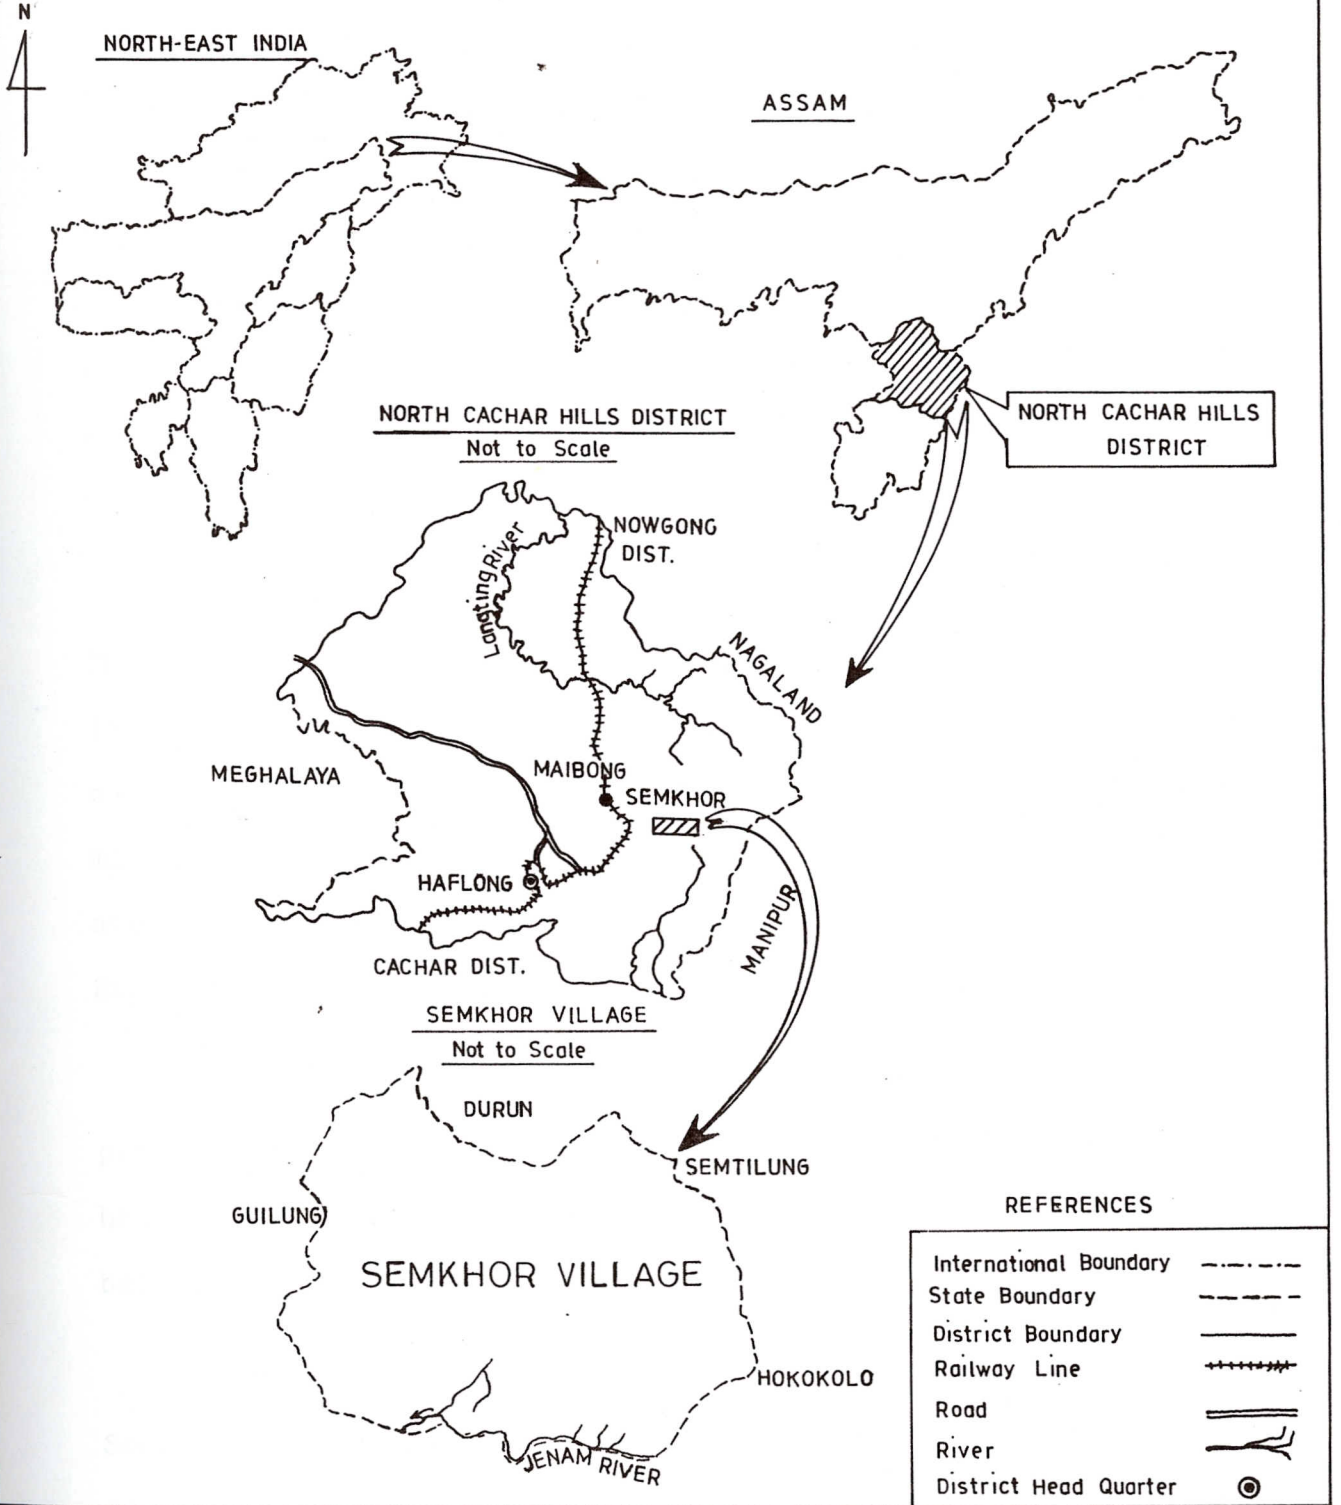 N
NORTH-EAST INDIA
ASSAM
NORTH CACHAR HILLS
DISTRICT
NORTH CACHAR HILLS DISTRICT
Not to Scale
NOWGONG
DIST.
Langting River
NAGALAND
MEGHALAYA
MAIBONG
SEMKHOR
HAFLONG
MANIPUR
CACHAR DIST.
SEMKHOR VILLAGE
Not to Scale
DURUN
SEMTILUNG
GUILUNG
SEMKHOR VILLAGE
HOKOKOLO
JENAM RIVER
REFERENCES
International Boundary
State Boundary
District Boundary
Railway Line
Road
River
District Head Quarter